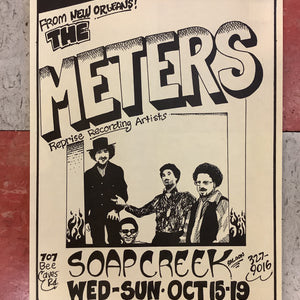 FROM NEW ORLEANS!
THE
METERS
Reprise Recording Artists
707
Bee
Caves
Rd.
SOAP CREEK
SALOON
327-
9016
WED-SUN·OCT 15-19